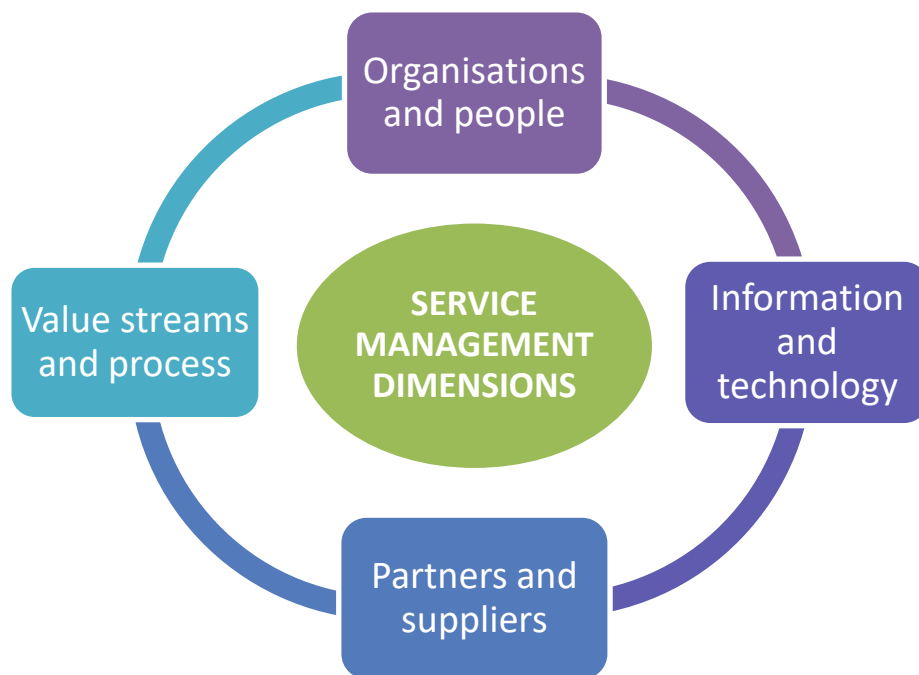 Organisations
and people
Value streams
and process
SERVICE
MANAGEMENT
DIMENSIONS
Information
and
technology
Partners and
suppliers